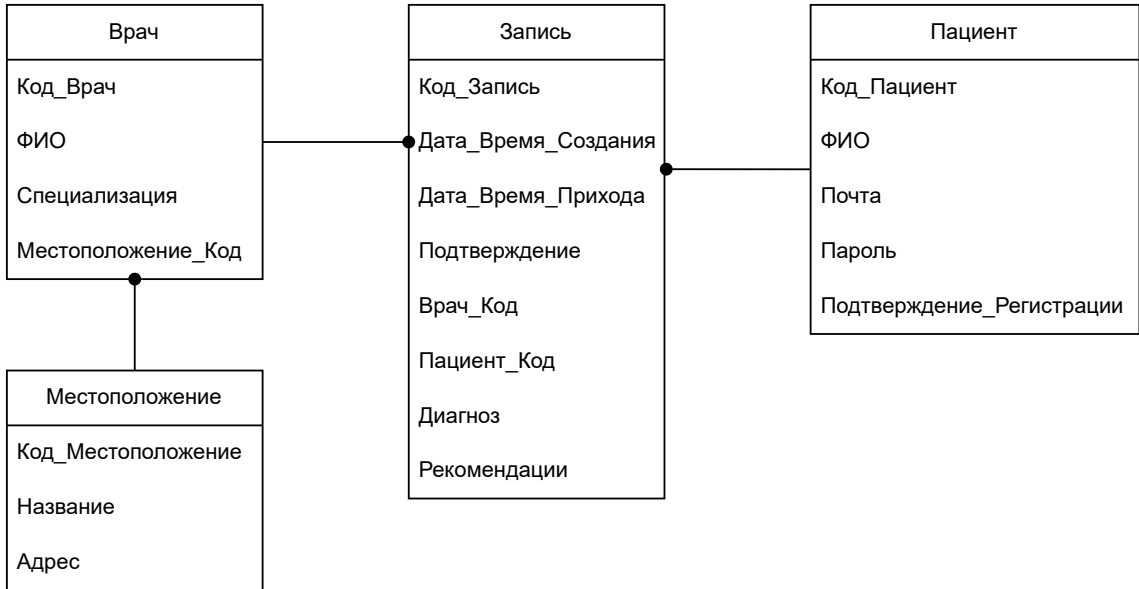 Врач
Код_Врач
ФИО
Специализация
Местоположение_Код
Запись
Код_Запись
Дата_Время_Создания
Дата_Время_Прихода
Подтверждение
Врач_Код
Пациент_Код
Диагноз
Рекомендации
Пациент
Код_Пациент
ФИО
Почта
Пароль
Подтверждение_Регистрации
Местоположение
Код_Местоположение
Название
Адрес